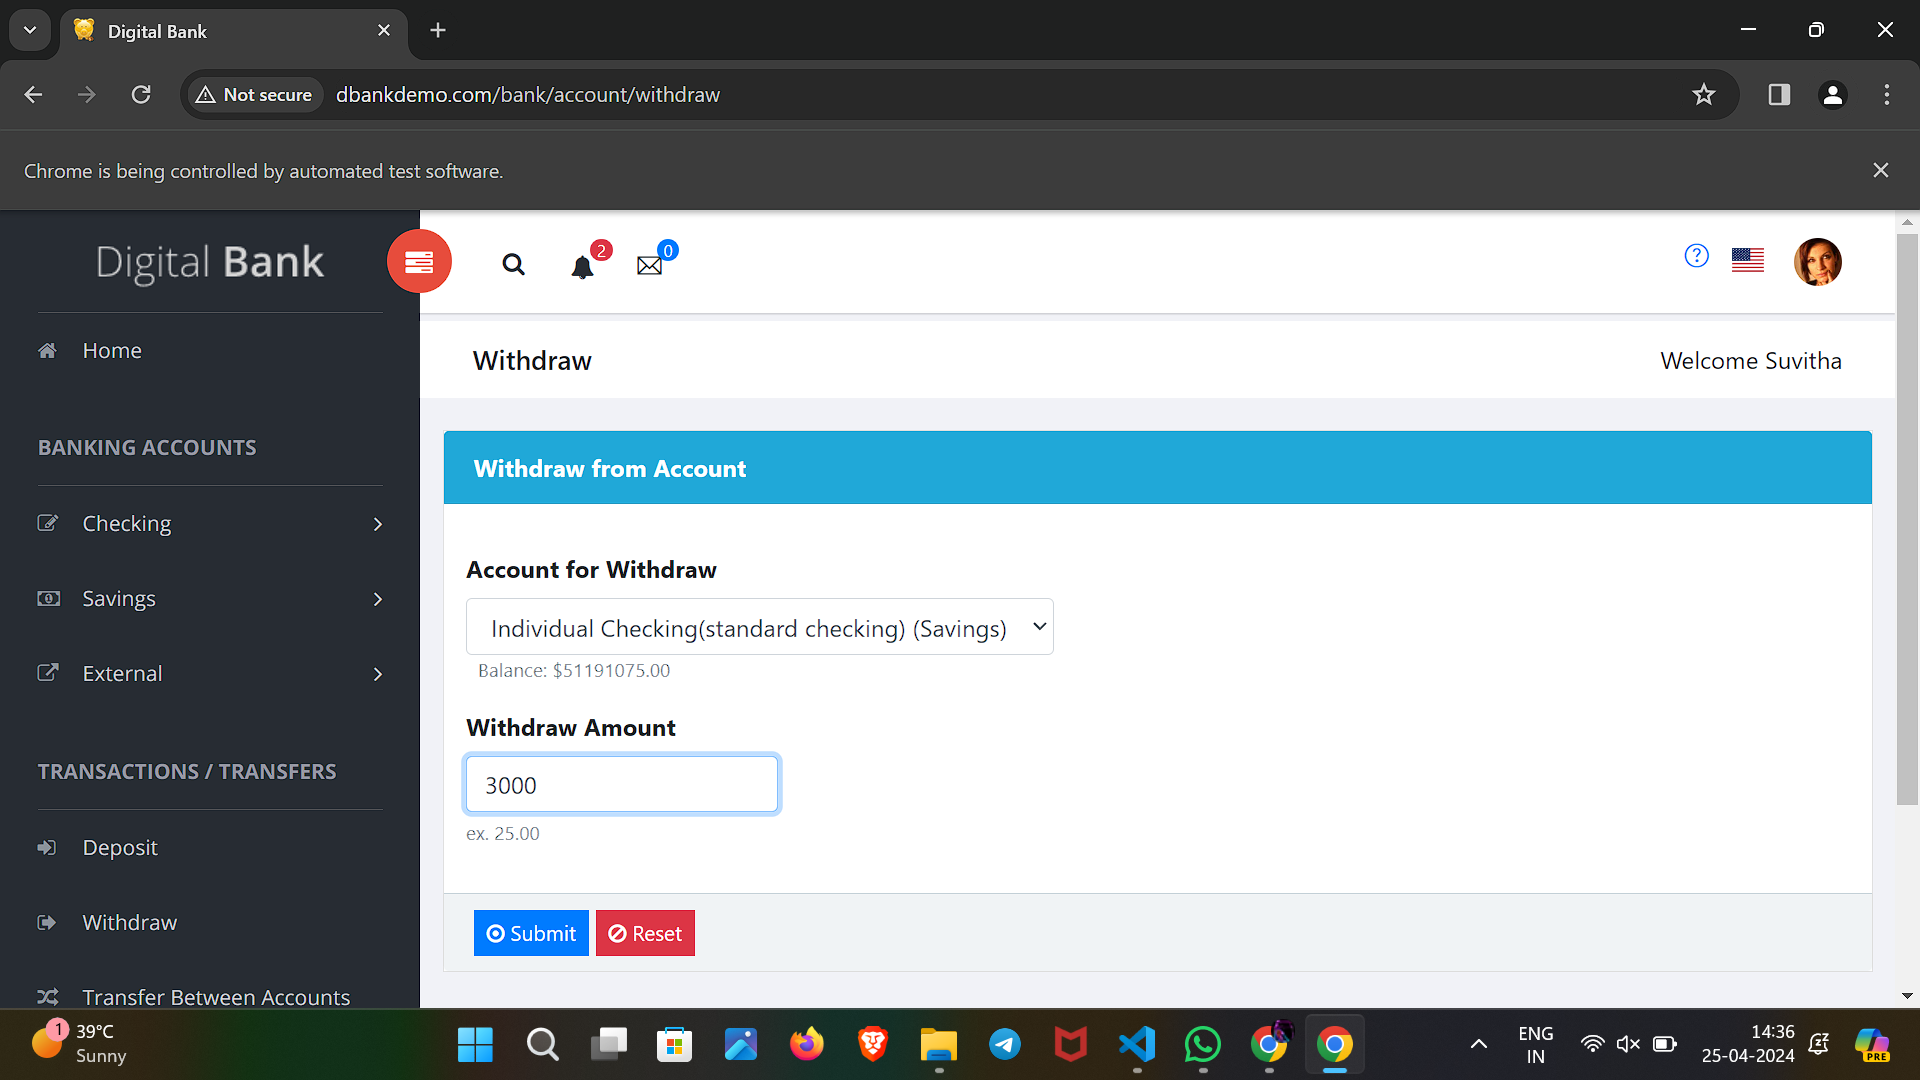 Digital Bank
Not secure
dbankdemo.com/bank/account/withdraw
Chrome is being controlled by automated test software.
Digital Bank
2
0
Home
Withdraw
Welcome Suvitha
BANKING ACCOUNTS
Checking
Savings
External
TRANSACTIONS / TRANSFERS
Deposit
Withdraw
Transfer Between Accounts
Withdraw from Account
Account for Withdraw
Individual Checking(standard checking) (Savings)
Balance: $51191075.00
Withdraw Amount
3000
ex. 25.00
Submit
Reset
1
39°C
Sunny
PRE
ENG
IN
14:36
25-04-2024